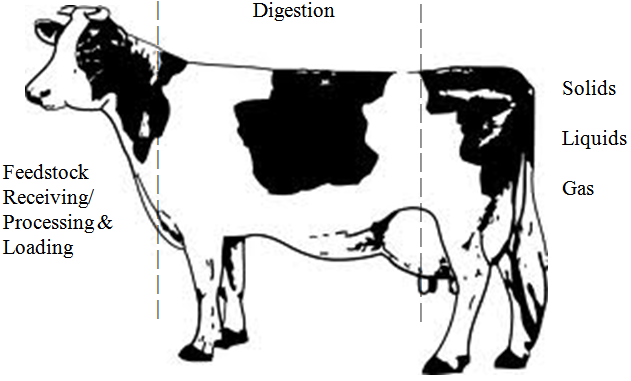 Digestion
Solids
Liquids
Feedstock
Receiving/
Processing &
Loading
Gas